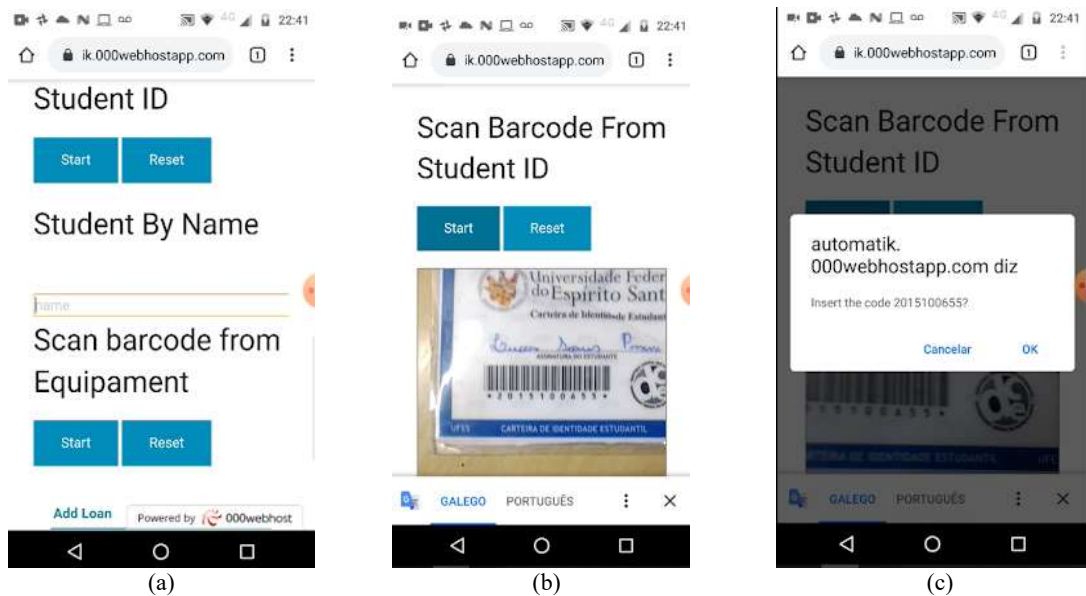 22:41
ik.000webhostapp.com
1
Student ID
Start
Reset
Student By Name
name
Scan barcode from
Equipament
Start
Reset
Add Loan
Powered by
000webhost
(a)
22:41
ik.000webhostapp.com
1
Scan Barcode From
Student ID
Start
Reset
Universidade Feder
do Espírito Sant
Carteira de Identidade Estudant
ASSINATURA DO ESTUDANTE
*2015100655*
UFES
CARTEIRA DE IDENTIDADE ESTUDANTIL
GALEGO
PORTUGUÊS
(b)
4G
22:41
ik.000webhostapp.com
1
Scan Barcode From
Student ID
automatik.
000webhostapp.com diz
Insert the code 2015100655?
Cancelar
OK
GALEGO
PORTUGUÊS
(c)